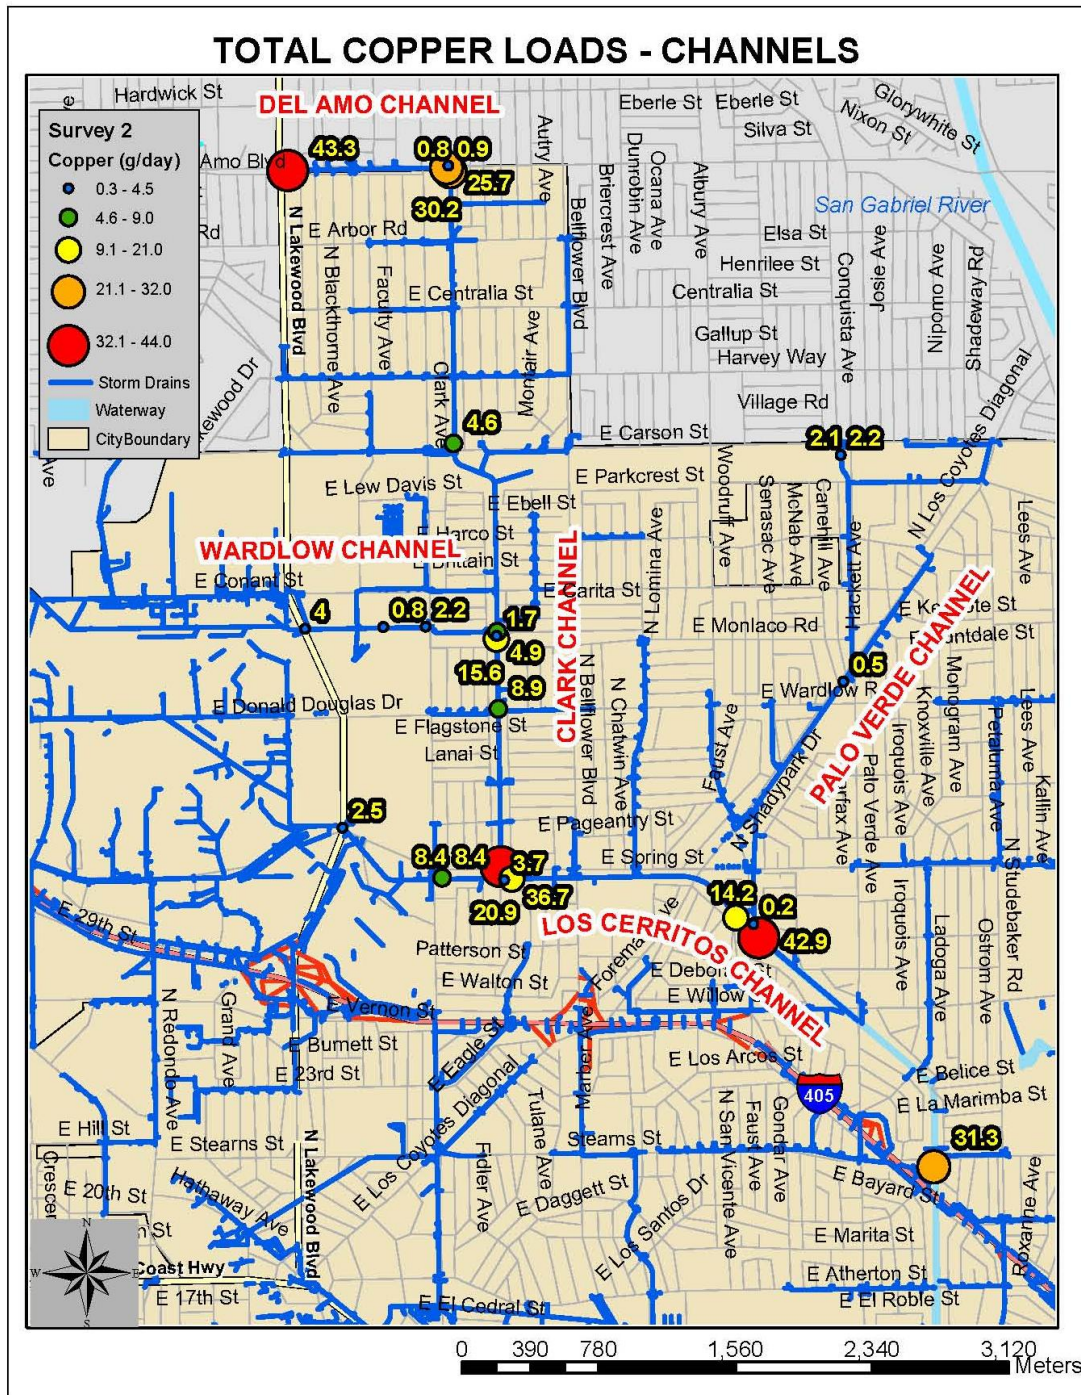 TOTAL COPPER LOADS - CHANNELS
Hardwick St
DEL AMO CHANNEL
Eberle St
Eberle St
Glorywhite St
Nixon St
Silva St
Survey 2
Copper (g/day)
0.3 - 4.5
4.6 - 9.0
9.1 - 21.0
21.1 - 32.0
32.1 - 44.0
Storm Drains
Waterway
CityBoundary
Amo Blvd
43.3
0.8
0.9
25.7
30.2
Autry Ave
Dunrobin Ave
Briercrest Ave
Ocana Ave
Albury Ave
San Gabriel River
Rd
N Lakewood Blvd
E Arbor Rd
Bellflower Blvd
Elsa St
Josie Ave
Conquista Ave
Nipomo Ave
Shadeway Rd
Henrilee St
N Blackthorne Ave
Faculty Ave
E Centralia St
Centralia St
Montair Ave
Gallup St
Harvey Way
Clark Ave
Village Rd
4.6
E Carson St
2.1
2.2
N Los Coyotes Diagonal
N Los Coyotes Diagonal
Ave
E Parkcrest St
E Lew Davis St
E Ebell St
Woodruff Ave
Senasac Ave
McNab Ave
Canehill Ave
Hackett Ave
Lees Ave
E Harco St
WARDLOW CHANNEL
E Brittain St
E Conant St
E Carita St
CLARK CHANNEL
N Lomina Ave
4
0.8
2.2
1.7
4.9
E Monlaco Rd
PALO VERDE CHANNEL
15.6
8.9
0.5
E Donald Douglas Dr
E Flagstone St
Lanai St
N Bellflower Blvd
N Chatwin Ave
Faust Ave
N Shadypark Dr
Palo Verde Ave
Iroquois Ave
Knoxville Ave
Monogram Ave
Petaluma Ave
Lees Ave
Kallin Ave
2.5
E Pageantry St
E Spring St
8.4
8.4
3.7
36.7
20.9
14.2
0.2
42.9
LOS CERRITOS CHANNEL
E 29th St
Patterson St
E Walton St
Iroquois Ave
Ladoga Ave
Ostrom Ave
N Studebaker Rd
N Redondo Ave
Grand Ave
E Vernon St
E Burnett St
E 23rd St
E Eagle St
E Los Arcos St
405
E Belice St
E La Marimba St
E Hill St
E Stearns St
E Los Coyotes Diagonal
Tulane Ave
Stearns St
N San Vicente Ave
Faust Ave
Gondar Ave
31.3
E 20th St
Hathaway Ave
N Lakewood Blvd
Fidler Ave
E Daggett St
E Los Santos Dr
E Bayard St
E Marita St
Roxanne Ave
N
W
E
S
Coast Hwy
E 17th St
E El Cedral St
E Atherton St
E El Roble St
0
390
780
1,560
2,340
3,120
Meters